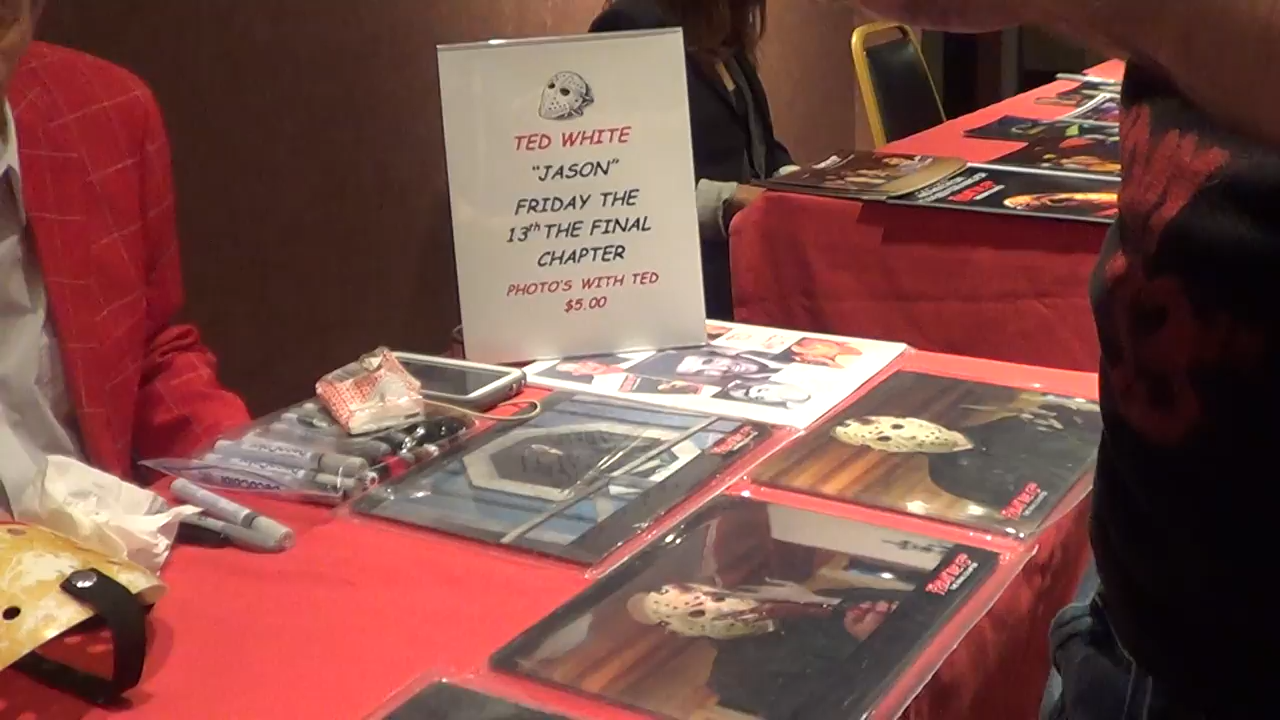 TED WHITE
"JASON"
FRIDAY THE
13th THE FINAL
CHAPTER
PHOTO'S WITH TED
$5.00